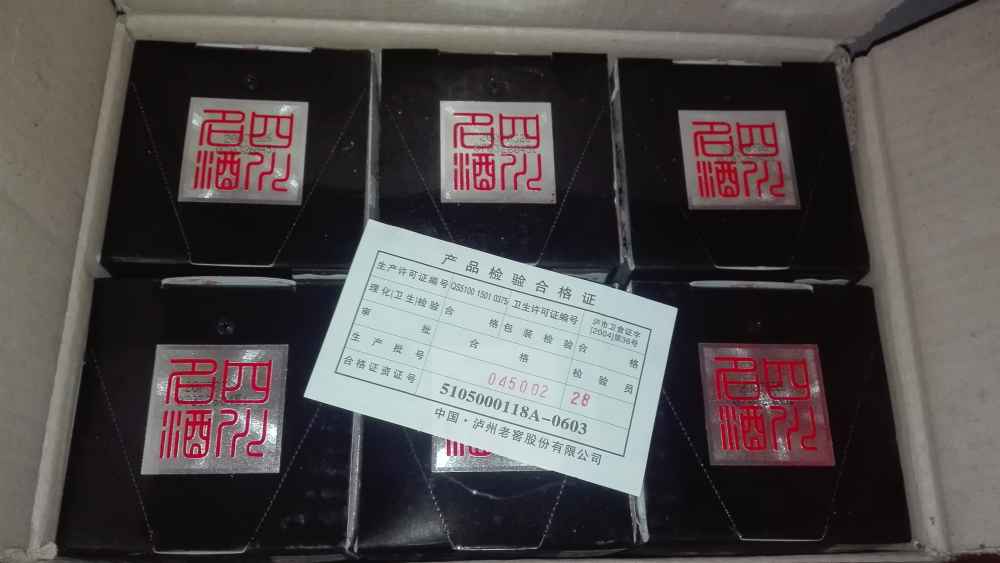 四川
名酒
四川
名酒
四川
名酒
产品检验合格证
生产许可证编号 QS5100 1501 0375 卫生许可证编号 泸市卫食证字[2004]第36号
理化(卫生)检验 合格 包装检验 合格
审批 合格 检验员 28
生产批号 045002
合格证资证号 5105000118A-0603
中国·泸州老窖股份有限公司
四川
名酒
四川
名酒